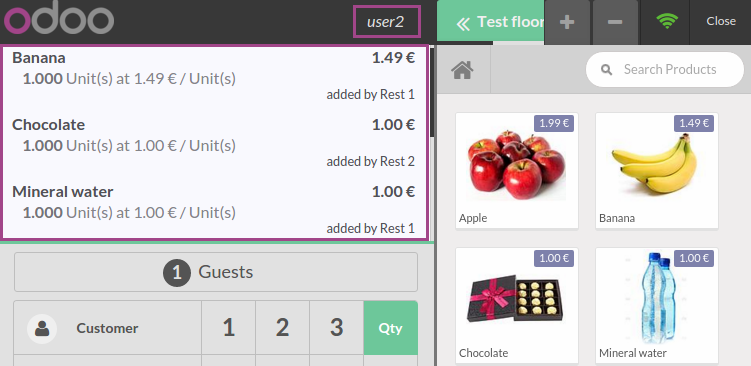 odoo
user2
Test floor
Close
Banana 1.49 €
1.000 Unit(s) at 1.49 € / Unit(s)
added by Rest 1
Chocolate 1.00 €
1.000 Unit(s) at 1.00 € / Unit(s)
added by Rest 2
Mineral water 1.00 €
1.000 Unit(s) at 1.00 € / Unit(s)
added by Rest 1
1 Guests
Customer
1 2 3 Qty
Search Products
1.99 €
Apple
1.49 €
Banana
1.00 €
Chocolate
1.00 €
Mineral water